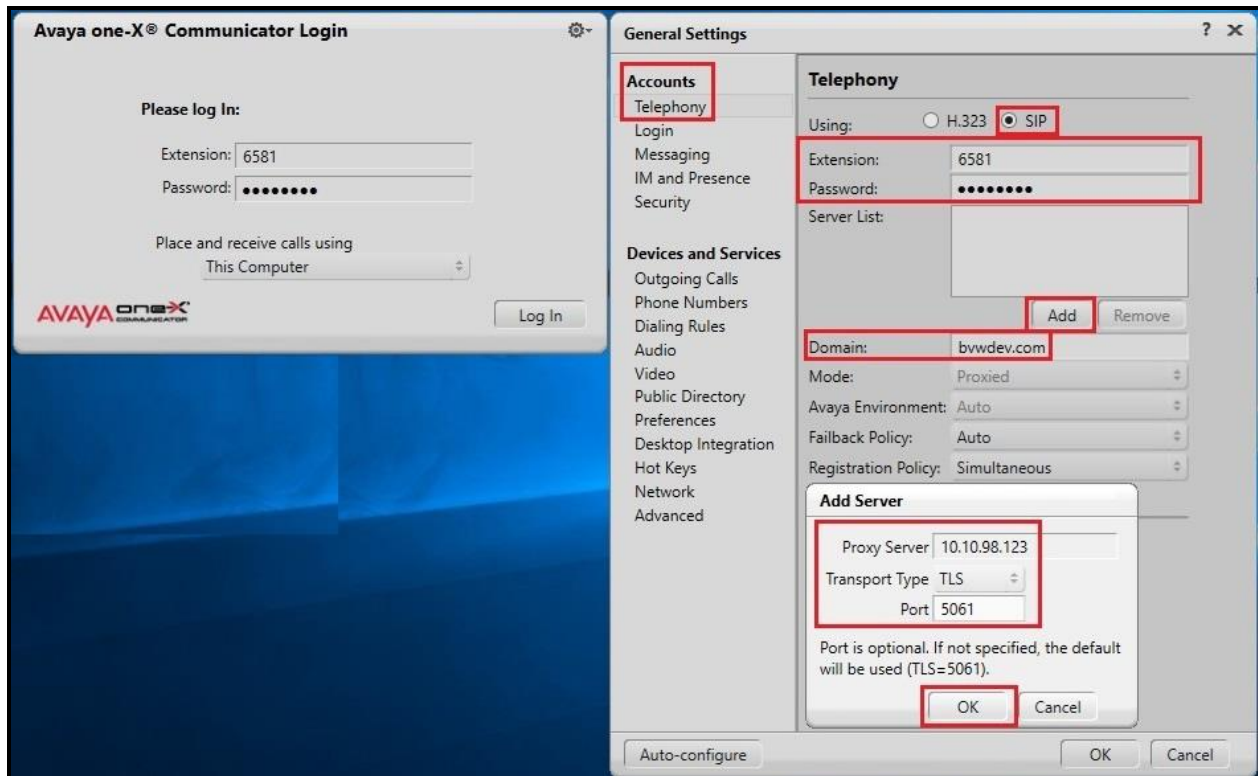 Avaya one-X® Communicator Login
Please log In:
Extension: 6581
Password: ••••••••
Place and receive calls using
This Computer
AVAYA one-X
COMMUNICATOR
Log In
General Settings
? ×
Accounts
Telephony
Login
Messaging
IM and Presence
Security
Devices and Services
Outgoing Calls
Phone Numbers
Dialing Rules
Audio
Video
Public Directory
Preferences
Desktop Integration
Hot Keys
Network
Advanced
Telephony
Using: H.323 SIP
Extension: 6581
Password: ••••••••
Server List:
Add Remove
Domain: bvwdev.com
Mode: Proxied
Avaya Environment: Auto
Failback Policy: Auto
Registration Policy: Simultaneous
Add Server
Proxy Server 10.10.98.123
Transport Type TLS
Port 5061
Port is optional. If not specified, the default
will be used (TLS=5061).
OK Cancel
Auto-configure OK Cancel